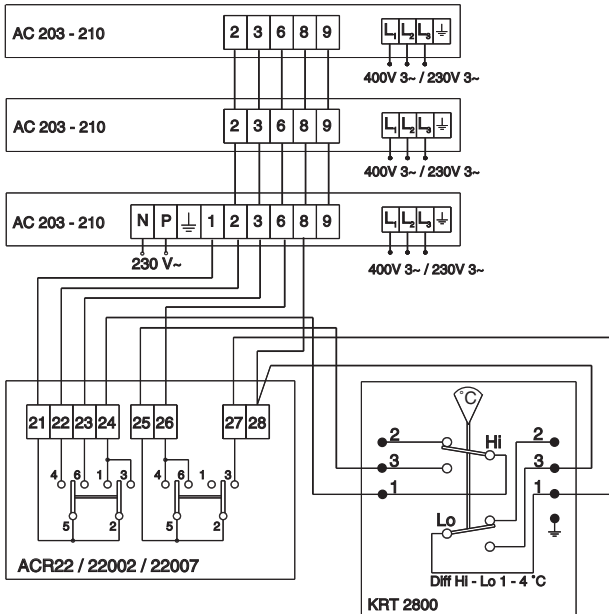 AC 203 - 210 2 3 6 8 9 L1 L2 L3
400V 3~ / 230V 3~
AC 203 - 210 2 3 6 8 9 L1 L2 L3
400V 3~ / 230V 3~
AC 203 - 210 N P 1 2 3 6 8 9 L1 L2 L3
230 V~ 400V 3~ / 230V 3~
21 22 23 24 25 26 27 28
4 6 1 3 4 6 1 3
5 2 5 2
ACR22 / 22002 / 22007
°C
2 Hi 2
3 3
1 1
Lo
Diff Hi - Lo 1 - 4 °C
KRT 2800